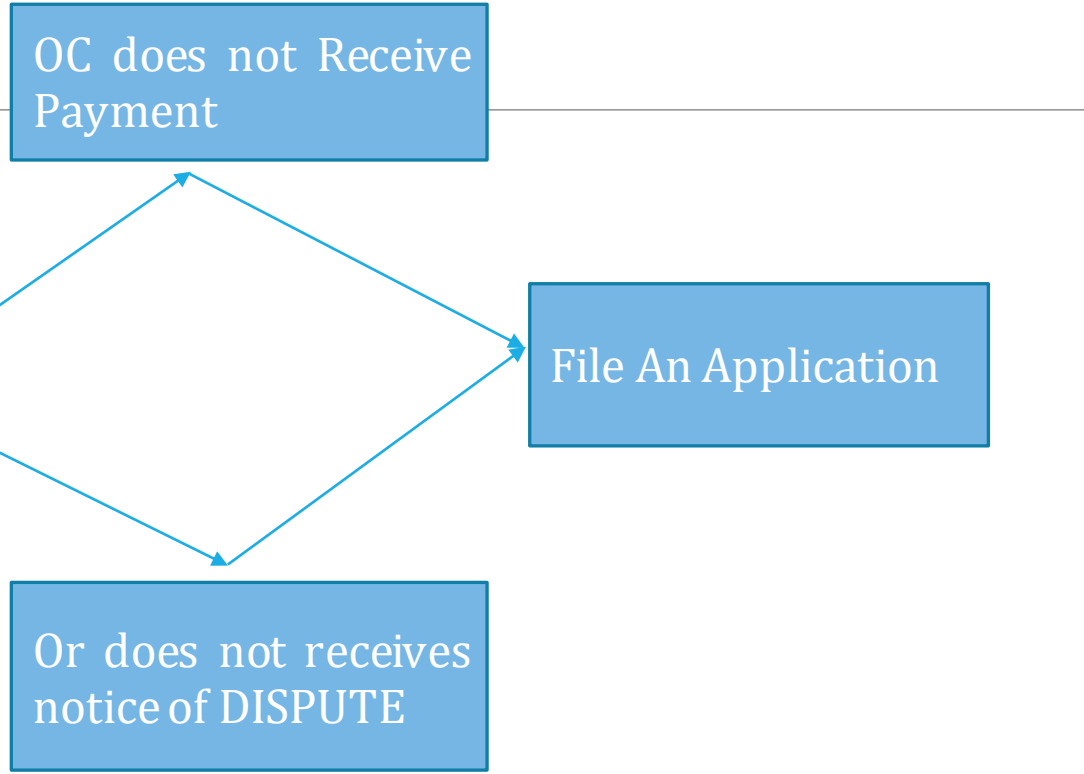 OC does not Receive
Payment
File An Application
Or does not receives
notice of DISPUTE